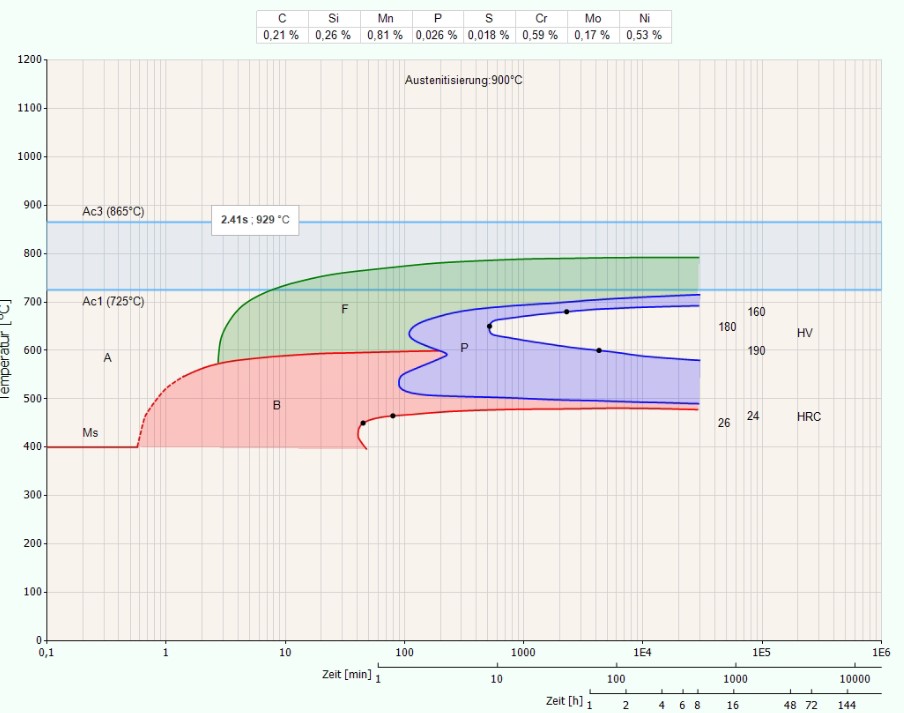 C Si Mn P S Cr Mo Ni
0,21 % 0,26 % 0,81 % 0,026 % 0,018 % 0,59 % 0,17 % 0,53 %
1200
Austenitisierung:900°C
1100
1000
900
Ac3 (865°C)
2.41s ; 929 °C
800
700
Ac1 (725°C)
F
160
180
HV
600
A
P
190
500
B
24
HRC
26
Ms
400
300
200
100
0
Temperatur [°C]
0,1 1 10 100 1000 1E4 1E5 1E6
Zeit [min] 1 10 100 1000 10000
Zeit [h] 1 2 4 6 8 16 48 72 144